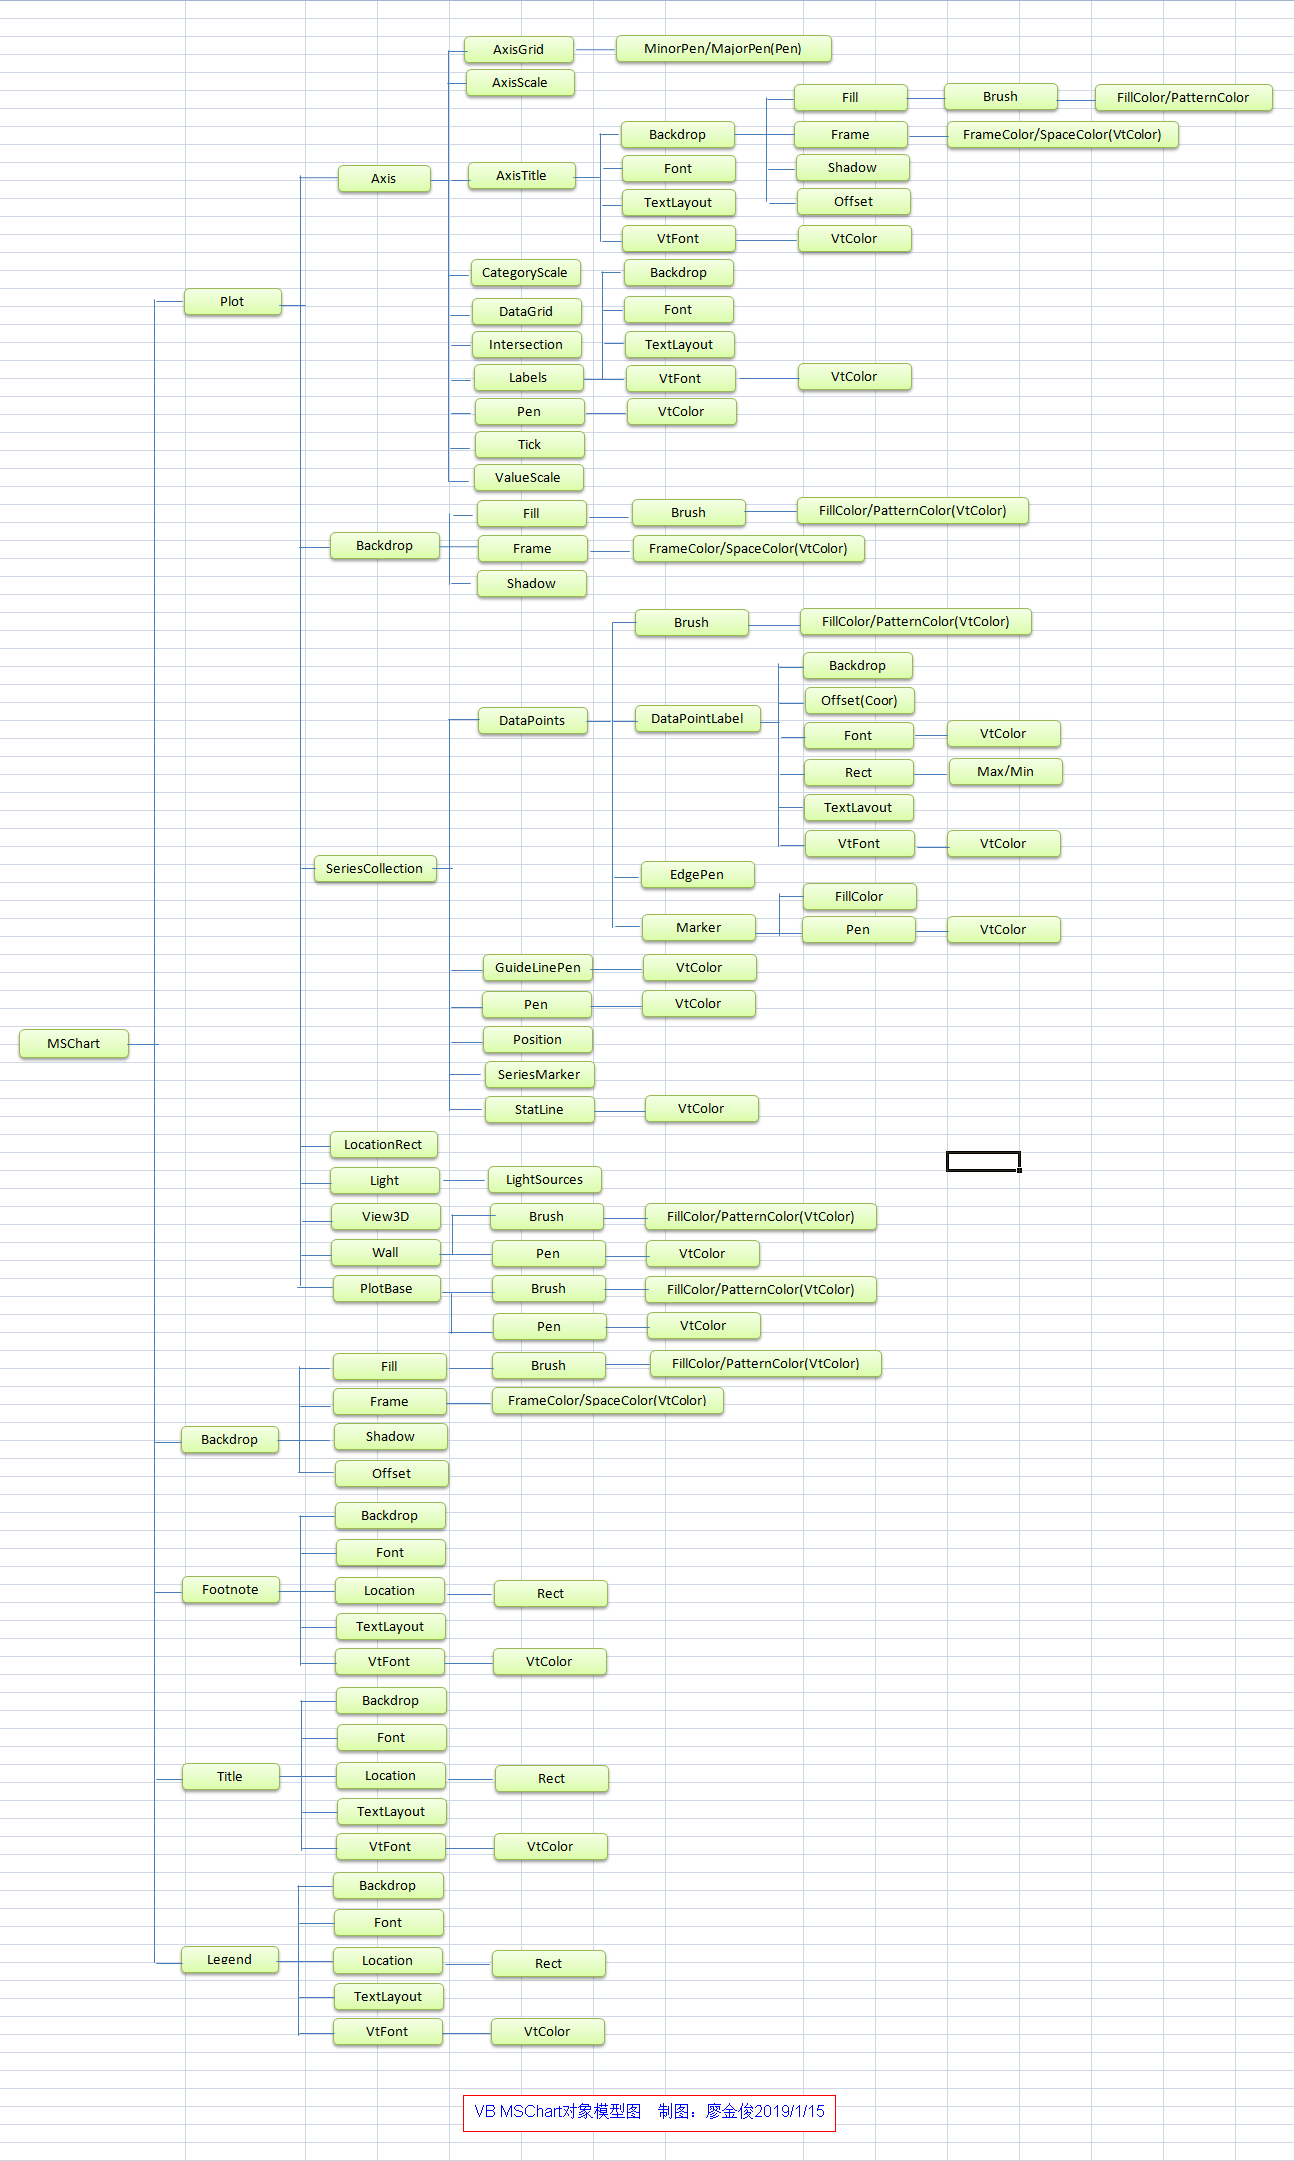 AxisGrid
MinorPen/MajorPen(Pen)
AxisScale
Fill
Brush
FillColor/PatternColor
Backdrop
Frame
FrameColor/SpaceColor(VtColor)
Axis
AxisTitle
Font
Shadow
TextLayout
Offset
VtFont
VtColor
CategoryScale
Backdrop
Plot
DataGrid
Font
Intersection
TextLayout
Labels
VtFont
VtColor
Pen
VtColor
Tick
ValueScale
Fill
Brush
FillColor/PatternColor(VtColor)
Backdrop
Frame
FrameColor/SpaceColor(VtColor)
Shadow
Brush
FillColor/PatternColor(VtColor)
Backdrop
Offset(Coor)
DataPoints
DataPointLabel
Font
VtColor
Rect
Max/Min
TextLavout
VtFont
VtColor
SeriesCollection
EdgePen
FillColor
Marker
Pen
VtColor
GuideLinePen
VtColor
Pen
VtColor
MSChart
Position
SeriesMarker
StatLine
VtColor
LocationRect
Light
LightSources
View3D
Brush
FillColor/PatternColor(VtColor)
Wall
Pen
VtColor
PlotBase
Brush
FillColor/PatternColor(VtColor)
Pen
VtColor
Fill
Brush
FillColor/PatternColor(VtColor)
Frame
FrameColor/SpaceColor(VtColor)
Backdrop
Shadow
Offset
Backdrop
Font
Footnote
Location
Rect
TextLayout
VtFont
VtColor
Backdrop
Font
Title
Location
Rect
TextLayout
VtFont
VtColor
Backdrop
Font
Legend
Location
Rect
TextLayout
VtFont
VtColor
VB MSChart对象模型图 制图：廖金俊2019/1/15